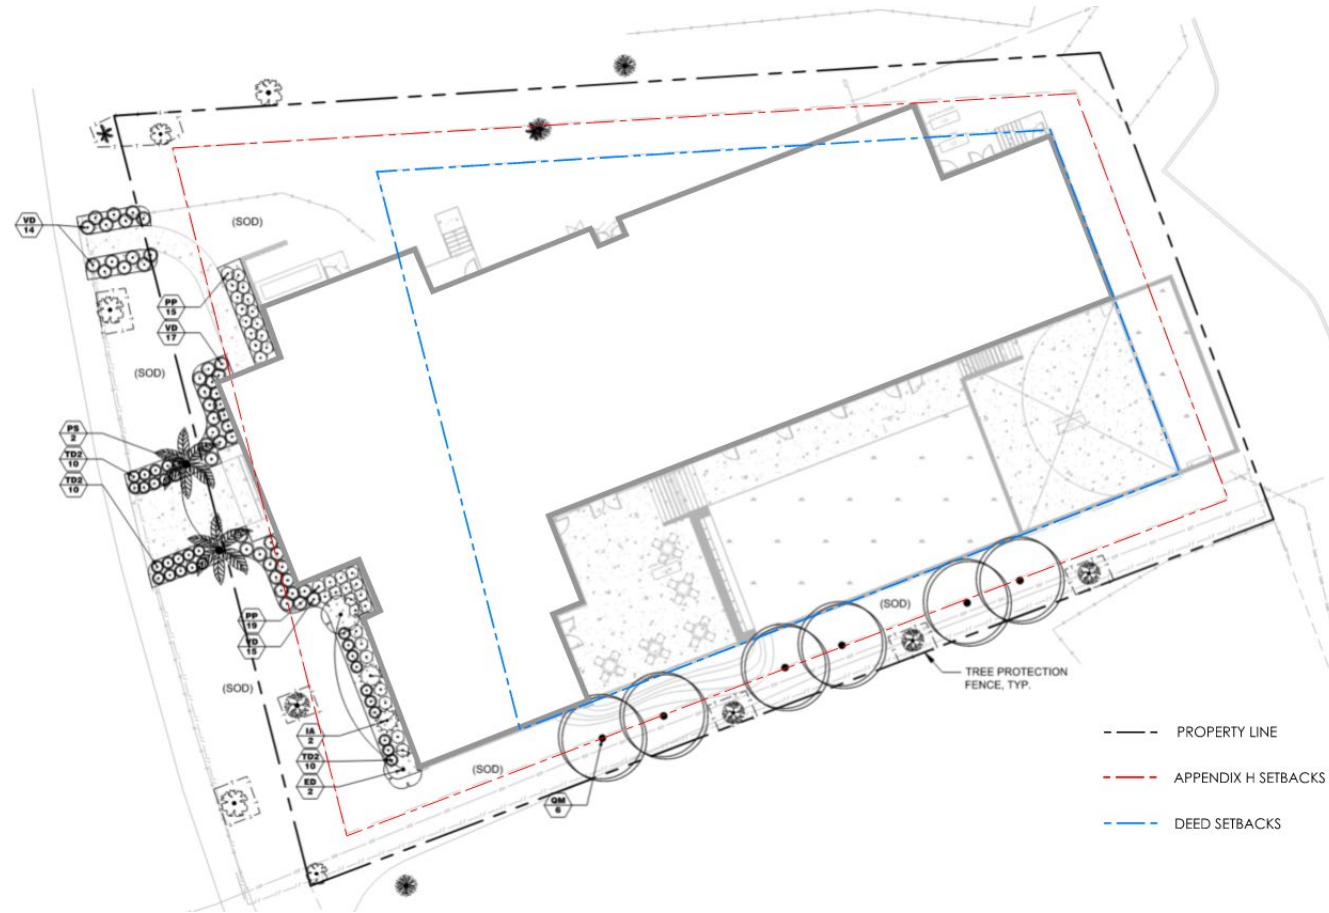 (SOD)
VD
14
PP
15
VD
17
(SOD)
PS
2
TD2
10
TD2
10
PP
19
YD
15
(SOD)
(SOD)
TREE PROTECTION
FENCE, TYP.
IA
2
TD2
10
ED
2
(SOD)
QM
6
PROPERTY LINE
APPENDIX H SETBACKS
DEED SETBACKS